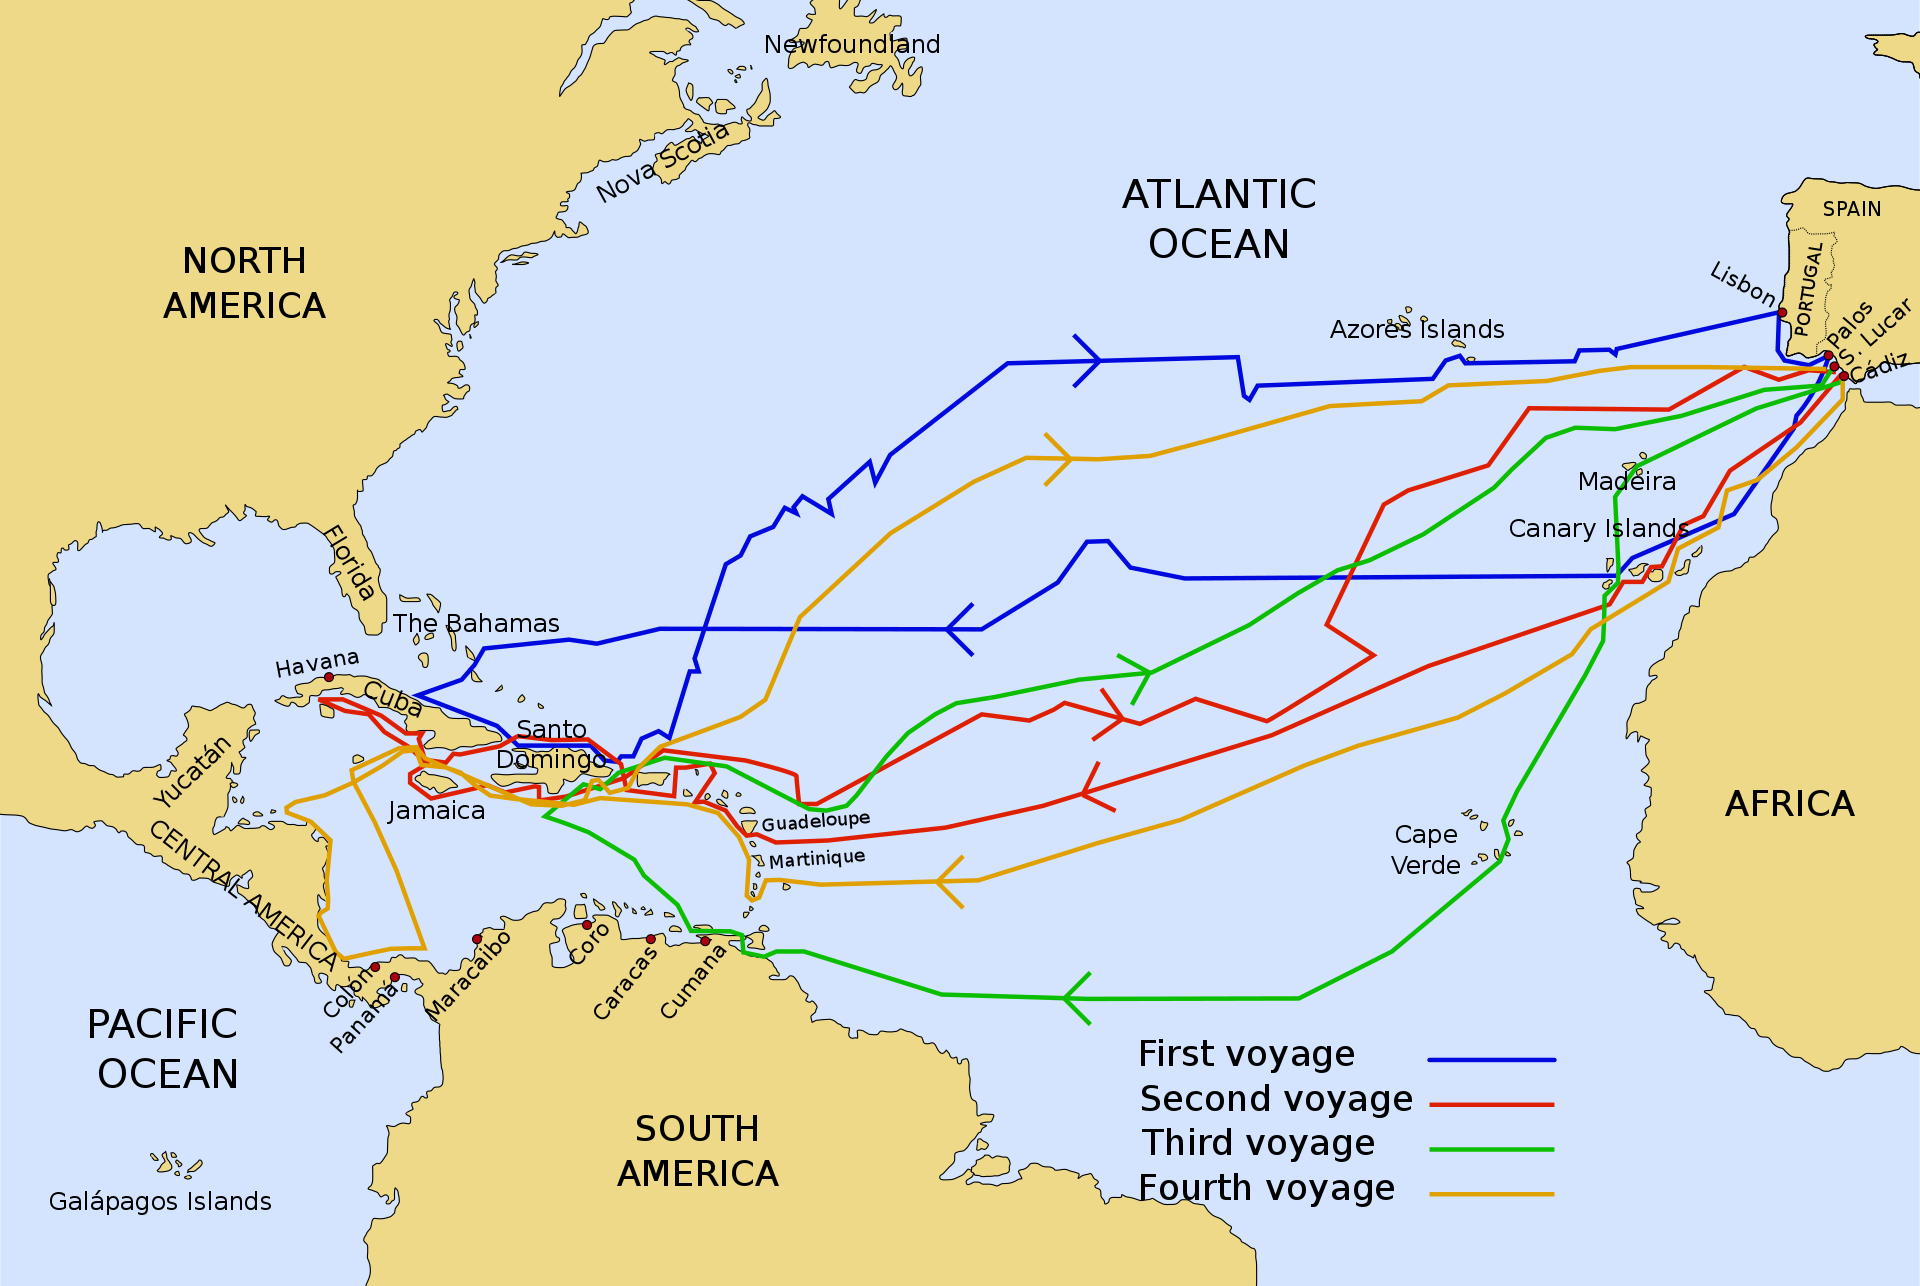 Newfoundland
Nova Scotia
ATLANTIC
OCEAN
SPAIN
PORTUGAL
Lisbon
Palos
S. Lucar
Cádiz
NORTH
AMERICA
Azores Islands
Madeira
Canary Islands
Florida
The Bahamas
Havana
Cuba
Santo
Domingo
Yucatán
Jamaica
Guadeloupe
Martinique
CENTRAL AMERICA
AFRICA
Cape
Verde
Colón
Panamá
Maracaibo
Coro
Caracas
Cumana
PACIFIC
OCEAN
Galápagos Islands
SOUTH
AMERICA
First voyage
Second voyage
Third voyage
Fourth voyage